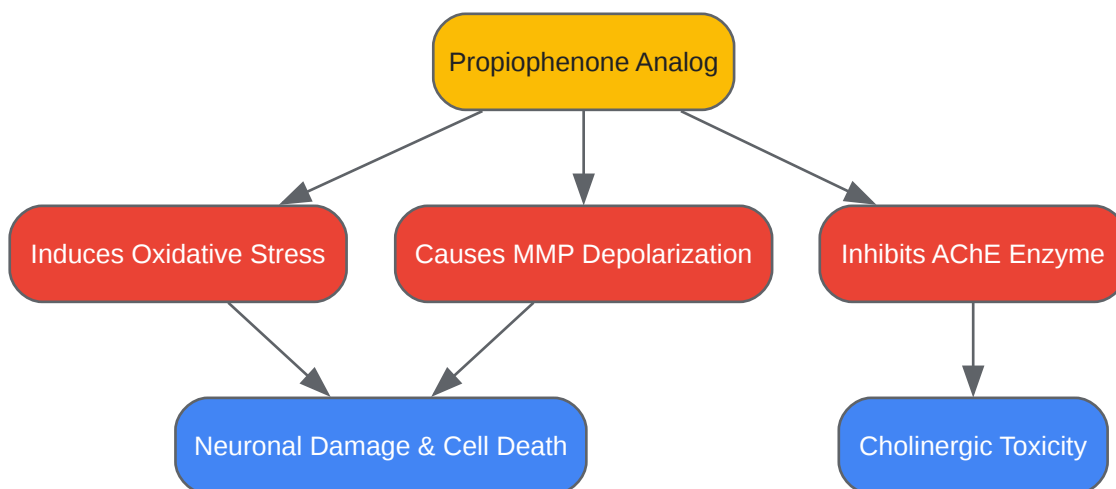 Propiophenone Analog
Induces Oxidative Stress
Causes MMP Depolarization
Inhibits AChE Enzyme
Neuronal Damage & Cell Death
Cholinergic Toxicity